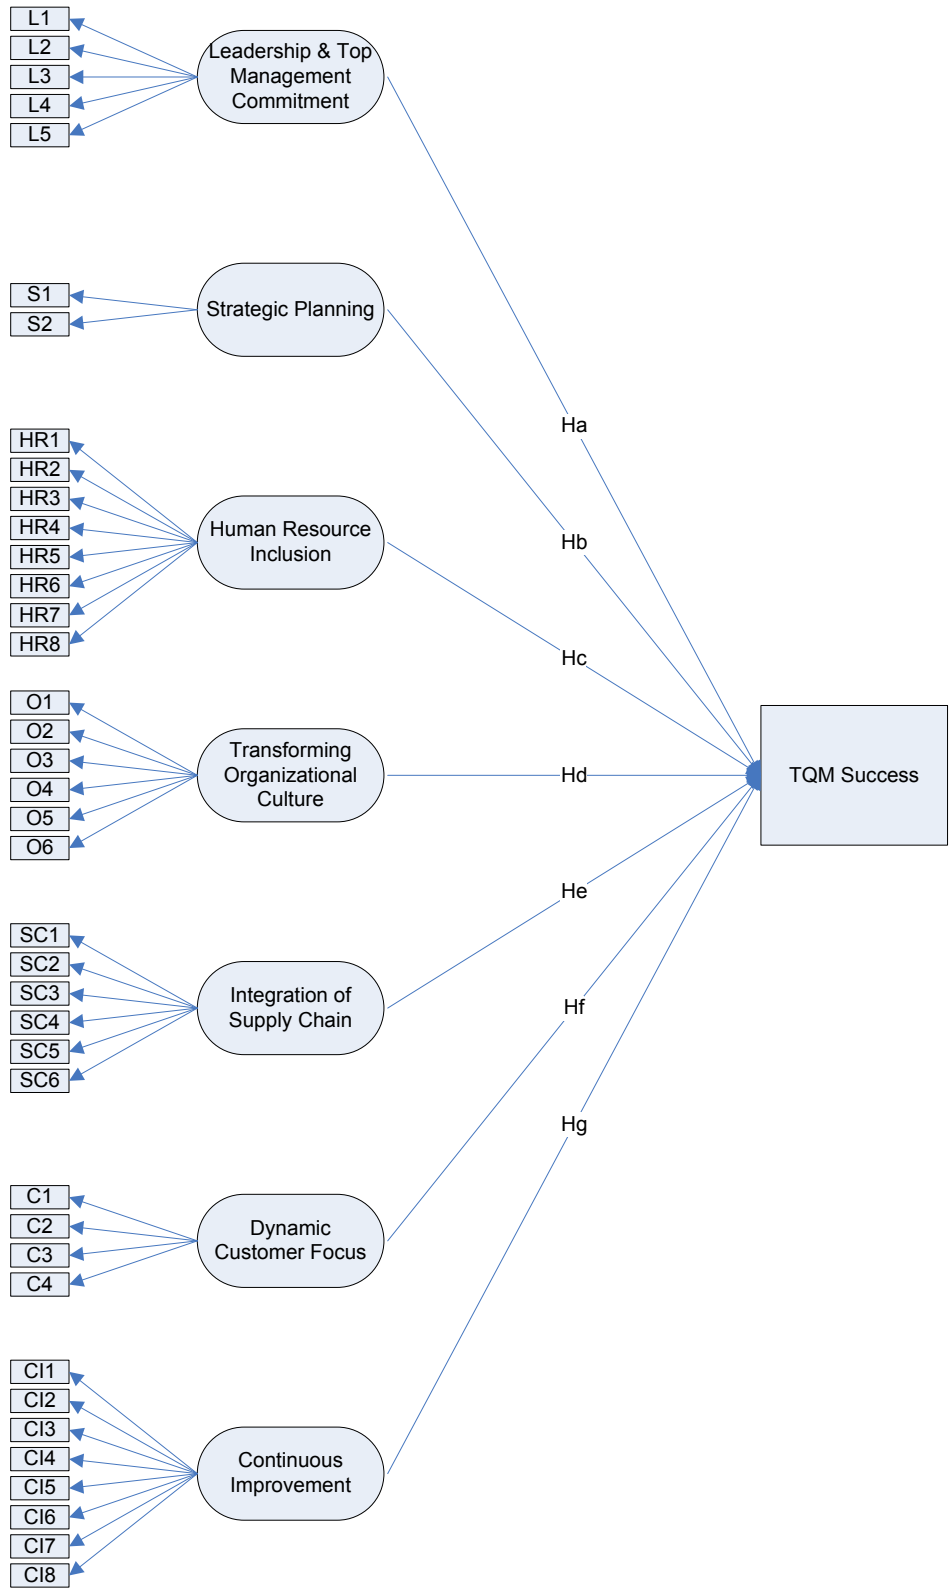 L1
L2
L3
L4
L5
Leadership & Top
Management
Commitment
S1
S2
Strategic Planning
Ha
HR1
HR2
HR3
HR4
HR5
HR6
HR7
HR8
Human Resource
Inclusion
Hb
Hc
O1
O2
O3
O4
O5
O6
Transforming
Organizational
Culture
Hd
TQM Success
He
SC1
SC2
SC3
SC4
SC5
SC6
Integration of
Supply Chain
Hf
Hg
C1
C2
C3
C4
Dynamic
Customer Focus
CI1
CI2
CI3
CI4
CI5
CI6
CI7
CI8
Continuous
Improvement